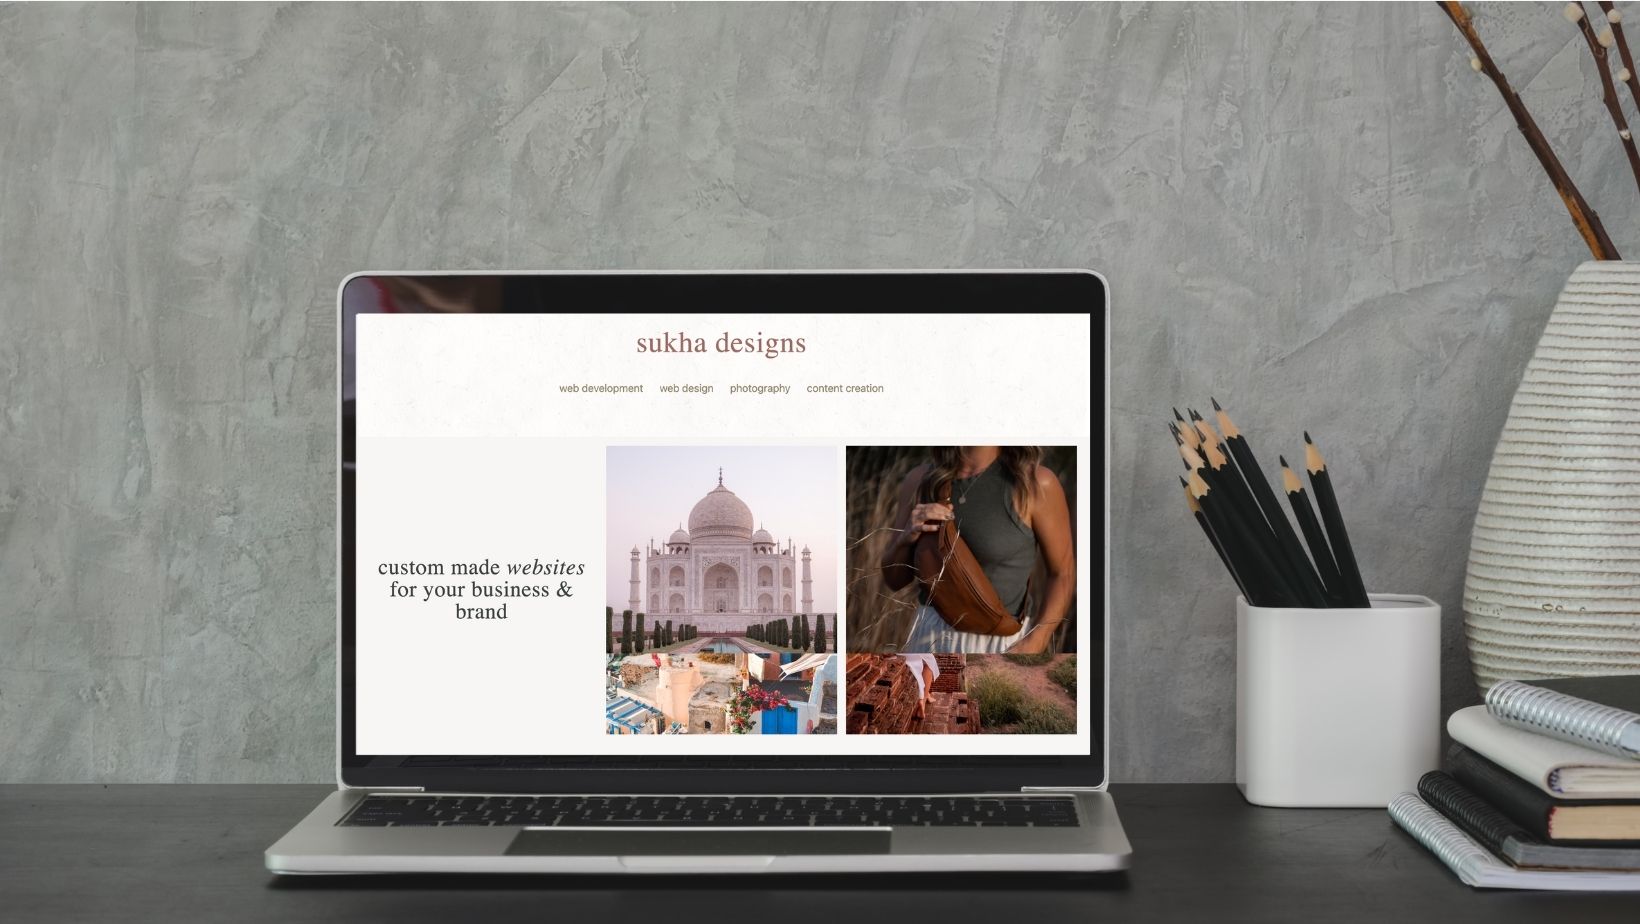 sukha designs
web development web design photography content creation
custom made websites
for your business &
brand